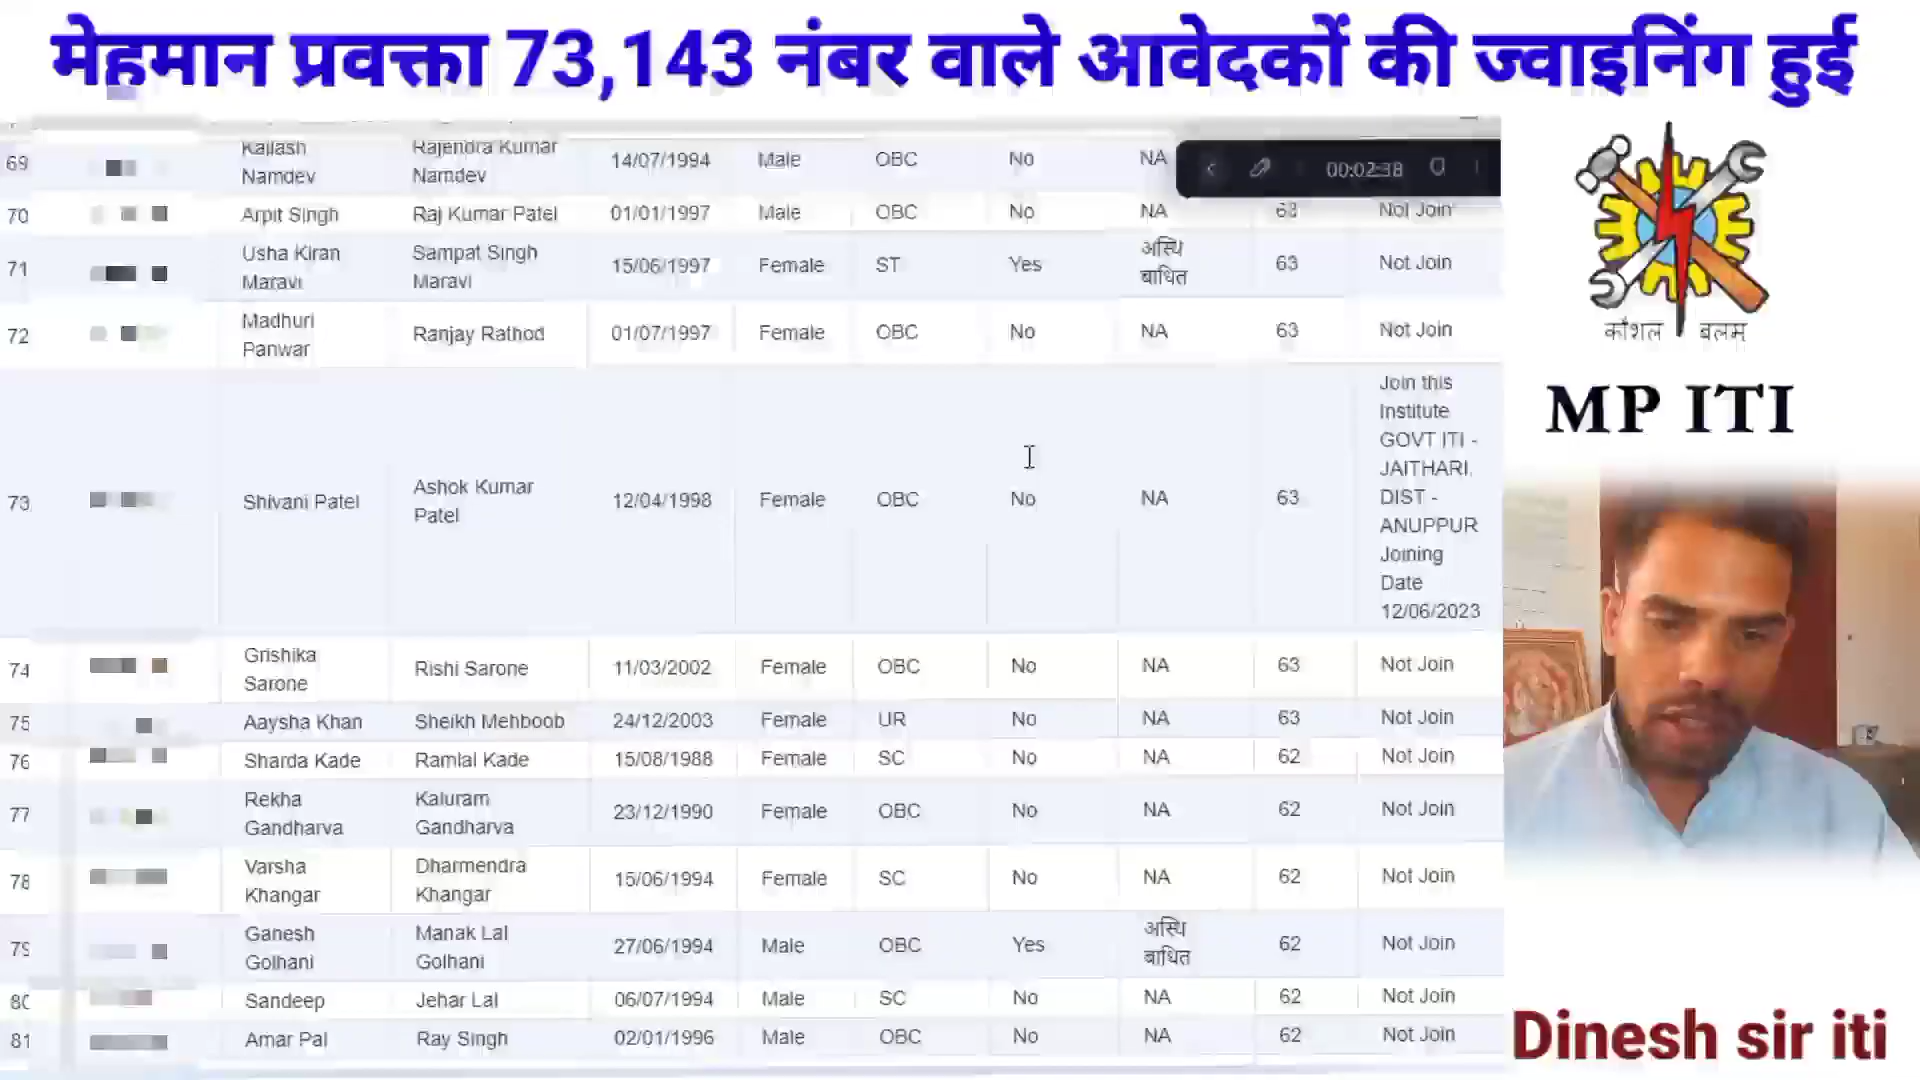 मेहमान प्रवक्ता 73,143 नंबर वाले आवेदकों की ज्वाइनिंग हुई
69 Kailash Namdev Rajendra Kumar Namdev 14/07/1994 Male OBC No NA
00:02:38
70 Arpit Singh Raj Kumar Patel 01/01/1997 Male OBC No NA 63 Not Join
71 Usha Kiran Maravi Sampat Singh Maravi 15/06/1997 Female ST Yes अस्थि बाधित 63 Not Join
72 Madhuri Panwar Ranjay Rathod 01/07/1997 Female OBC No NA 63 Not Join
73 Shivani Patel Ashok Kumar Patel 12/04/1998 Female OBC No NA 63 Join this Institute GOVT ITI - JAITHARI, DIST - ANUPPUR Joining Date 12/06/2023
74 Grishika Sarone Rishi Sarone 11/03/2002 Female OBC No NA 63 Not Join
75 Aaysha Khan Sheikh Mehboob 24/12/2003 Female UR No NA 63 Not Join
76 Sharda Kade Ramlal Kade 15/08/1988 Female SC No NA 62 Not Join
77 Rekha Gandharva Kaluram Gandharva 23/12/1990 Female OBC No NA 62 Not Join
78 Varsha Khangar Dharmendra Khangar 15/06/1994 Female SC No NA 62 Not Join
79 Ganesh Golhani Manak Lal Golhani 27/06/1994 Male OBC Yes अस्थि बाधित 62 Not Join
80 Sandeep Jehar Lal 06/07/1994 Male SC No NA 62 Not Join
81 Amar Pal Ray Singh 02/01/1996 Male OBC No NA 62 Not Join
कौशल बलम
MP ITI
Dinesh sir iti